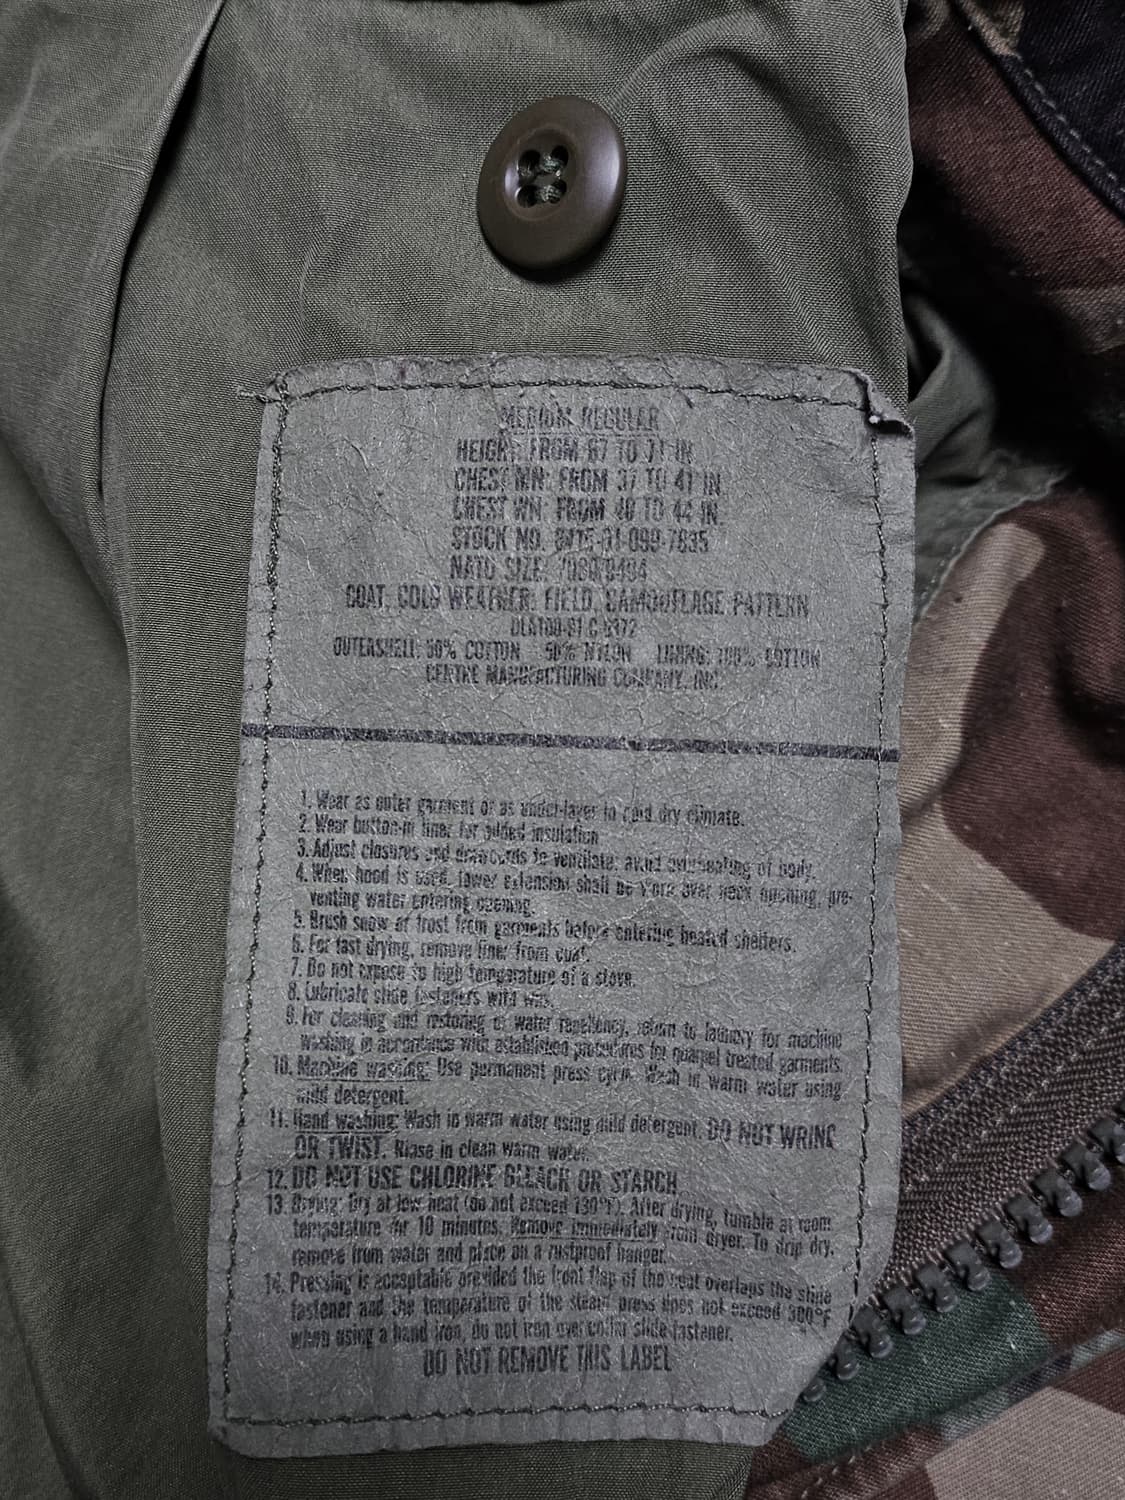 MEDIUM REGULAR
HEIGHT: FROM 67 TO 71 IN.
CHEST WN: FROM 37 TO 41 IN.
CHEST WN: FROM 40 TO 44 IN.
STOCK NO. 8415-01-099-7835
NATO SIZE:
COAT, COLD WEATHER; FIELD, CAMOUFLAGE PATTERN
OUTERSHELL: 50% COTTON 50% NYLON LINING: 100% COTTON
CENTRE MANUFACTURING COMPANY, INC.
1. Wear as outer garment or as under-layer in cold dry climate.
2. Wear button-in liner for added insulation
3. Adjust closures and drawcords to ventilate; avoid overheating of body.
4. When hood is used, lower extension shall be worn over neck opening, pre-
venting water entering opening.
5. Brush snow or frost from garments before entering heated shelters.
6. For fast drying, remove liner from coat.
7. Do not expose to high temperature of a stove.
8. Lubricate slide fasteners with wax.
9. For cleaning and restoring of water repellency, return to laundry for machine
washing in accordance with established procedures for quarpel treated garments.
10. Machine washing: Use permanent press cycle. Wash in warm water using
mild detergent.
11. Hand washing: Wash in warm water using mild detergent. DO NOT WRING
OR TWIST. Rinse in clean warm water.
12. DO NOT USE CHLORINE BLEACH OR STARCH
13. Drying: Dry at low heat (do not exceed 130°F). After drying, tumble at room
temperature for 10 minutes. Remove immediately from dryer. To drip dry,
remove from water and place on a rustproof hanger.
14. Pressing is acceptable provided the front flap of the coat overlaps the slide
fastener and the temperature of the steam press does not exceed 300°F
when using a hand iron, do not iron over collar slide fastener.
DO NOT REMOVE THIS LABEL